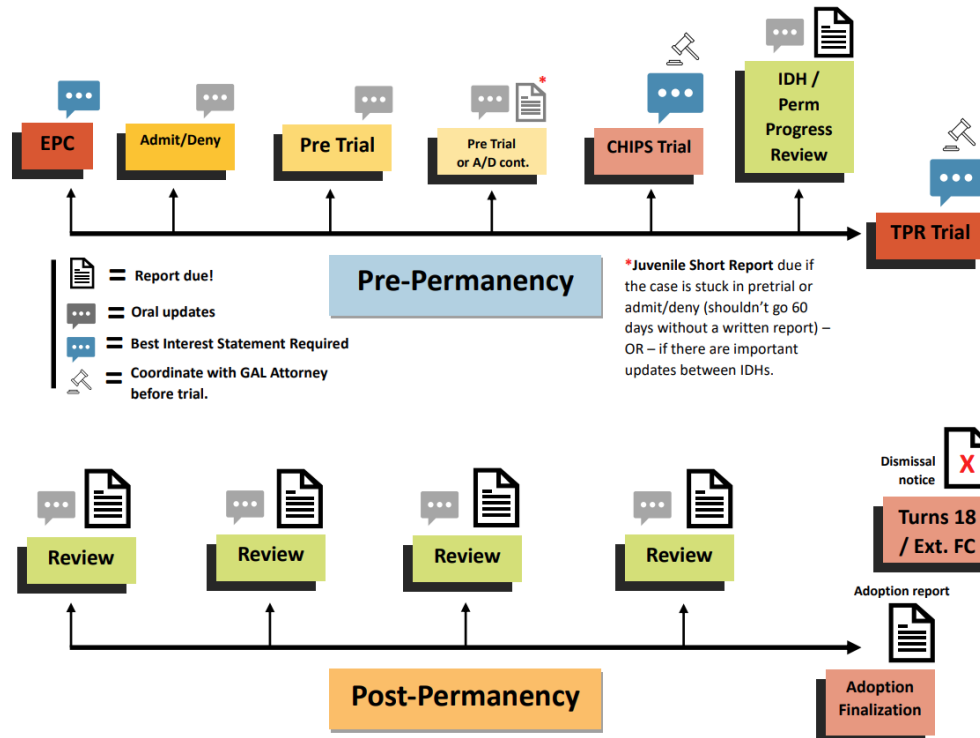 *
EPC
Admit/Deny
Pre Trial
Pre Trial
or A/D cont.
CHIPS Trial
IDH /
Perm
Progress
Review
TPR Trial
= Report due!
= Oral updates
= Best Interest Statement Required
= Coordinate with GAL Attorney
before trial.
Pre-Permanency
*Juvenile Short Report due if
the case is stuck in pretrial or
admit/deny (shouldn’t go 60
days without a written report) –
OR – if there are important
updates between IDHs.
Review
Review
Review
Review
Dismissal
notice
X
Turns 18
/ Ext. FC
Adoption report
Adoption
Finalization
Post-Permanency